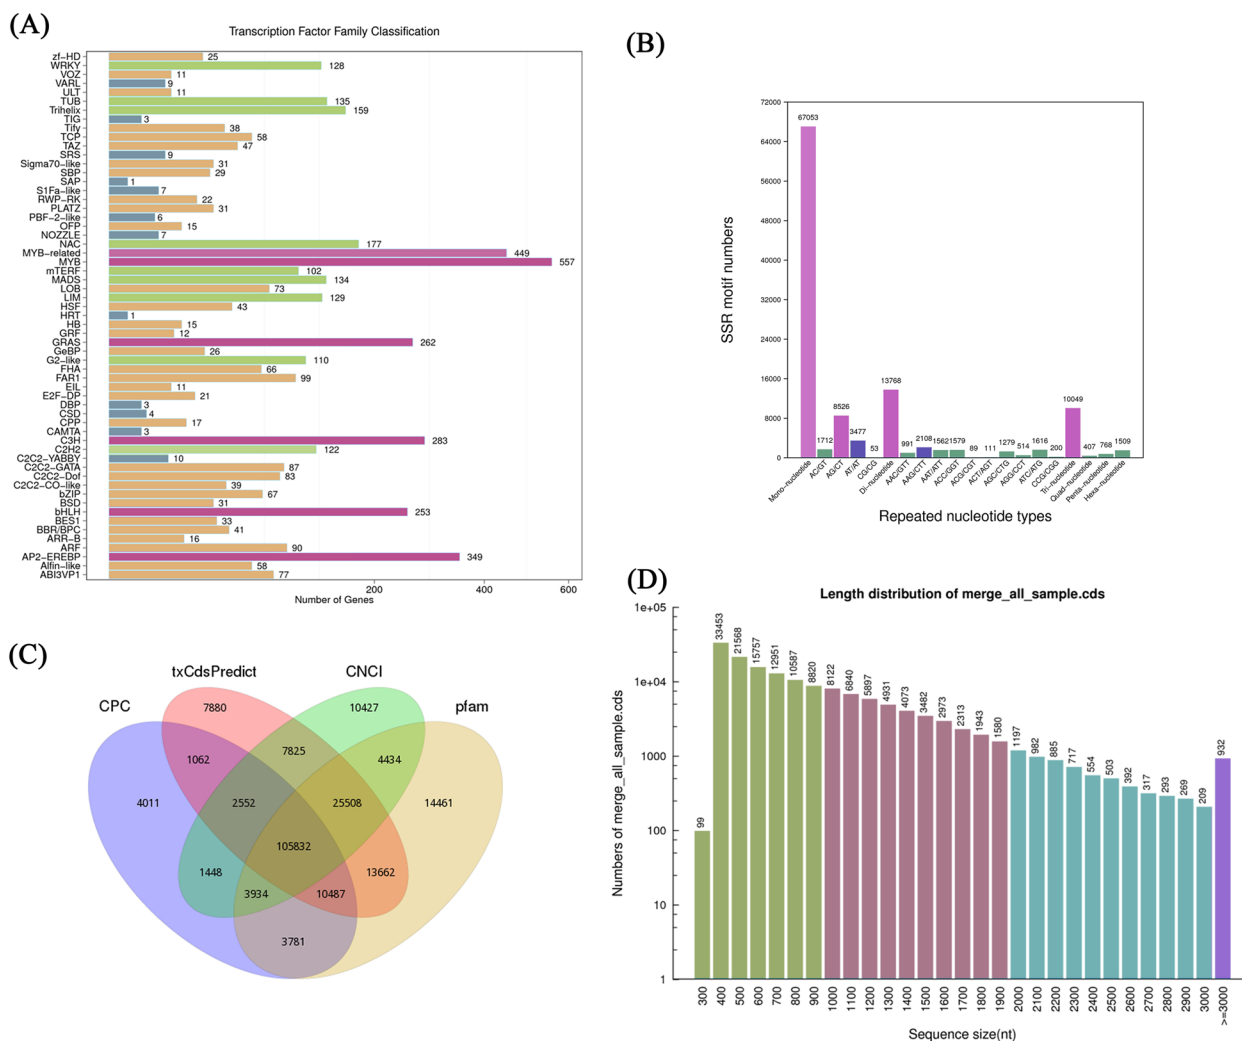 (A)
Transcription Factor Family Classification
zf-HD 25
WRKY 128
VOZ 11
VARL 9
ULT 11
TUB 135
Trihelix 159
TIG 3
Tify 38
TCP 58
TAZ 47
SRS 9
Sigma70-like 31
SBP 29
SAP 1
S1Fa-like 7
RWP-RK 22
PLATZ 31
PBF-2-like 6
OFP 15
NOZZLE 7
NAC 177
MYB-related 449
MYB 557
mTERF 102
MADS 134
LOB 73
LIM 129
HSF 43
HRT 1
HB 15
GRF 12
GRAS 262
GeBP 26
G2-like 110
FHA 66
FAR1 99
EIL 11
E2F-DP 21
DBP 3
CSD 4
CPP 17
CAMTA 3
C3H 283
C2H2 122
C2C2-YABBY 10
C2C2-GATA 87
C2C2-Dof 83
C2C2-CO-like 39
bZIP 67
BSD 31
bHLH 253
BES1 33
BBR/BPC 41
ARR-B 16
ARF 90
AP2-EREBP 349
Alfin-like 58
ABI3VP1 77
200 400 600
Number of Genes
(B)
72000
64000
56000
48000
40000
32000
24000
16000
8000
0
SSR motif numbers
67053 1712 8526 3477 53 13768 991 2108 1562 1579 89 111 1279 514 1616 200 10049 407 768 1509
Mono-nucleotide
AC/GT
AG/CT
AT/AT
CG/CG
Di-nucleotide
AAC/GTT
AAG/CTT
AAT/ATT
ACC/GGT
ACG/CGT
ACT/AGT
AGC/CTG
AGG/CCT
ATC/ATG
CCG/CGG
Tri-nucleotide
Quad-nucleotide
Penta-nucleotide
Hexa-nucleotide
Repeated nucleotide types
(C)
txCdsPredict CNCI
CPC pfam
7880 10427
1062 7825 4434
4011 2552 25508 14461
105832
1448 13662
3934 10487
3781
(D)
Length distribution of merge_all_sample.cds
1e+05
1e+04
1000
100
10
1
Numbers of merge_all_sample.cds
99 33453 21568 15757 12951 10587 8820 8122 6840 5897 4931 4073 3482 2973 2313 1943 1580 1197 982 885 717 554 503 392 317 293 269 209 932
300 400 500 600 700 800 900 1000 1100 1200 1300 1400 1500 1600 1700 1800 1900 2000 2100 2200 2300 2400 2500 2600 2700 2800 2900 3000 >=3000
Sequence size(nt)